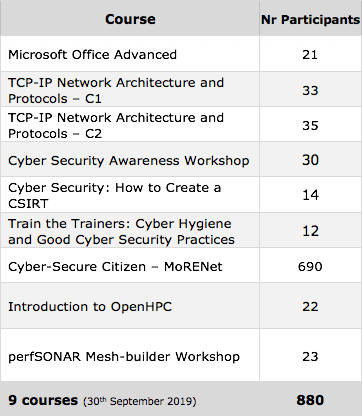 Course Nr Participants
Microsoft Office Advanced 21
TCP-IP Network Architecture and
Protocols – C1 33
TCP-IP Network Architecture and
Protocols – C2 35
Cyber Security Awareness Workshop 30
Cyber Security: How to Create a
CSIRT 14
Train the Trainers: Cyber Hygiene
and Good Cyber Security Practices 12
Cyber-Secure Citizen – MoRENet 690
Introduction to OpenHPC 22
perfSONAR Mesh-builder Workshop 23
9 courses (30th September 2019) 880